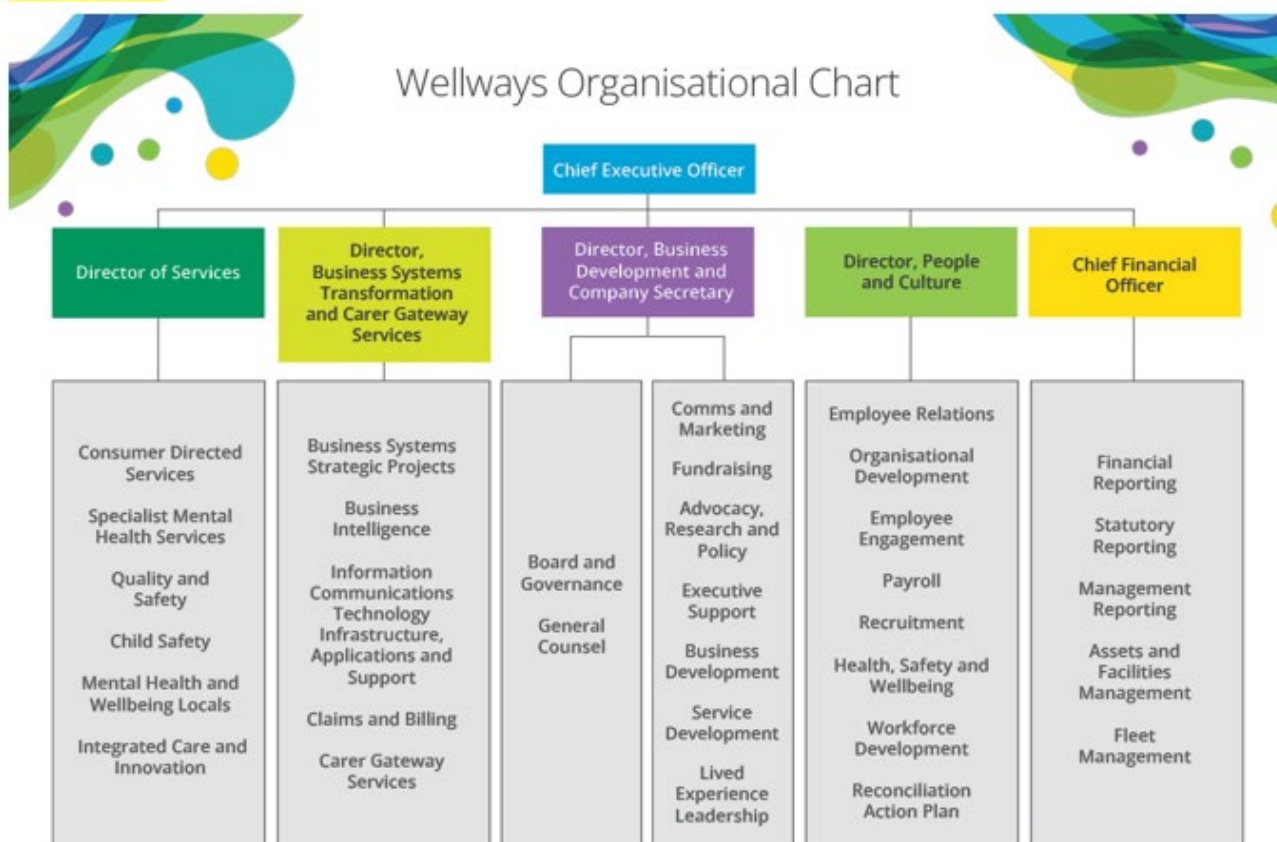 Wellways Organisational Chart
Chief Executive Officer
Director of Services
Director,
Business Systems
Transformation
and Carer Gateway
Services
Director, Business
Development and
Company Secretary
Director, People
and Culture
Chief Financial
Officer
Consumer Directed
Services
Specialist Mental
Health Services
Quality and
Safety
Child Safety
Mental Health and
Wellbeing Locals
Integrated Care and
Innovation
Business Systems
Strategic Projects
Business
Intelligence
Information
Communications
Technology
Infrastructure,
Applications and
Support
Claims and Billing
Carer Gateway
Services
Board and
Governance
General
Counsel
Comms and
Marketing
Fundraising
Advocacy,
Research and
Policy
Executive
Support
Business
Development
Service
Development
Lived
Experience
Leadership
Employee Relations
Organisational
Development
Employee
Engagement
Payroll
Recruitment
Health, Safety and
Wellbeing
Workforce
Development
Reconciliation
Action Plan
Financial
Reporting
Statutory
Reporting
Management
Reporting
Assets and
Facilities
Management
Fleet
Management